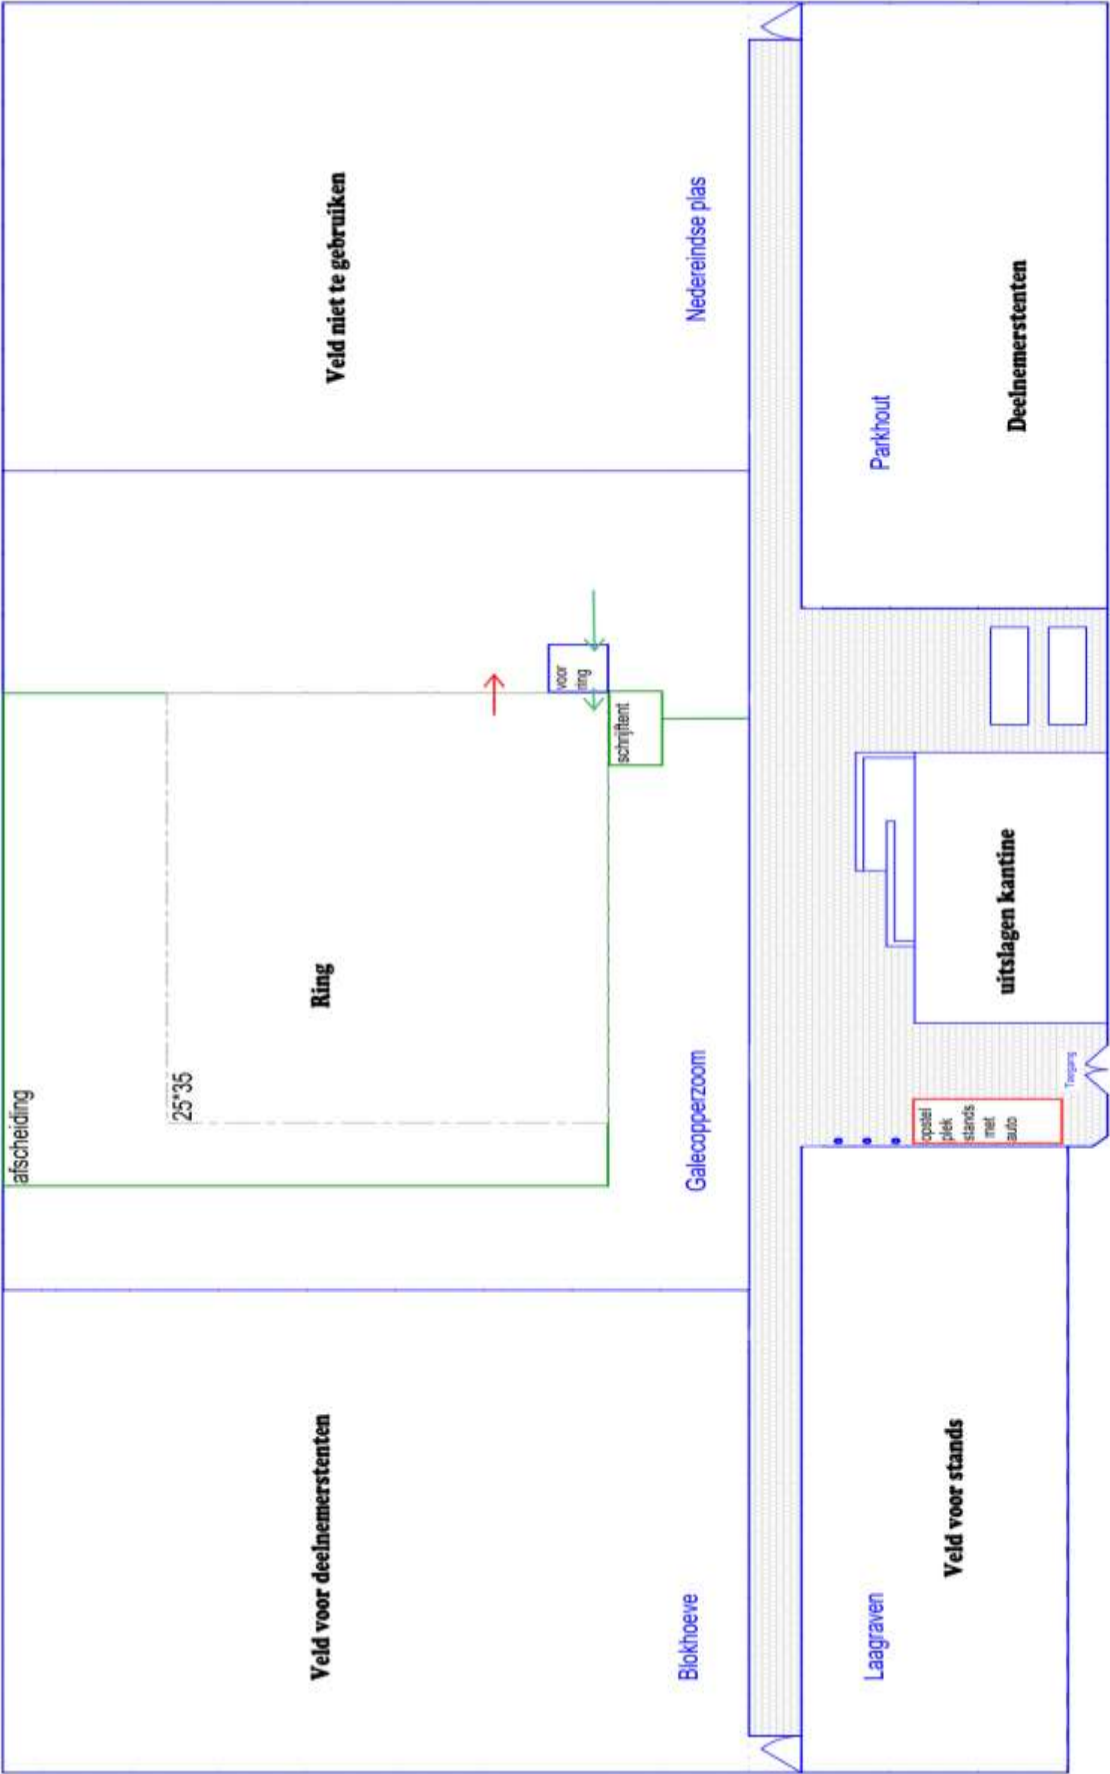 afscheiding
25*35
Ring
Galecopperzoom
Veld voor deelnemerstenten
Blokhoeve
Veld niet te gebruiken
Nedereindse plas
voor
ring
schrijftent
Laagraven
Veld voor stands
opstel
plek
stands
met
auto
Toegang
uitslagen kantine
Parkhout
Deelnemerstenten